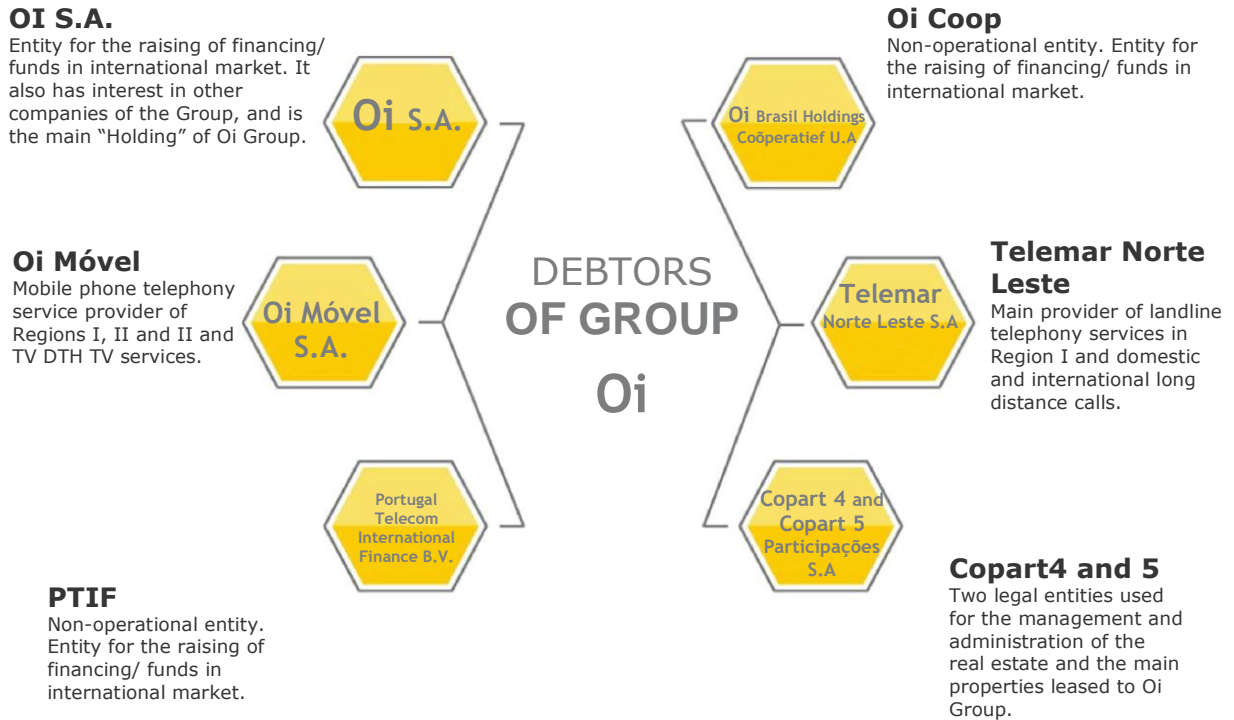 OI S.A.
Entity for the raising of financing/
funds in international market. It
also has interest in other
companies of the Group, and is
the main “Holding” of Oi Group.
Oi S.A.
Oi Móvel
Mobile phone telephony
service provider of
Regions I, II and II and
TV DTH TV services.
Oi Móvel
S.A.
PTIF
Non-operational entity.
Entity for the raising of
financing/ funds in
international market.
Portugal
Telecom
International
Finance B.V.
DEBTORS
OF GROUP
Oi
Oi Coop
Non-operational entity. Entity for
the raising of financing/ funds in
international market.
Oi Brasil Holdings
Coöperatief U.A
Telemar Norte
Leste
Main provider of landline
telephony services in
Region I and domestic
and international long
distance calls.
Telemar
Norte Leste S.A
Copart 4 and
Copart 5
Participações
S.A
Copart4 and 5
Two legal entities used
for the management and
administration of the
real estate and the main
properties leased to Oi
Group.